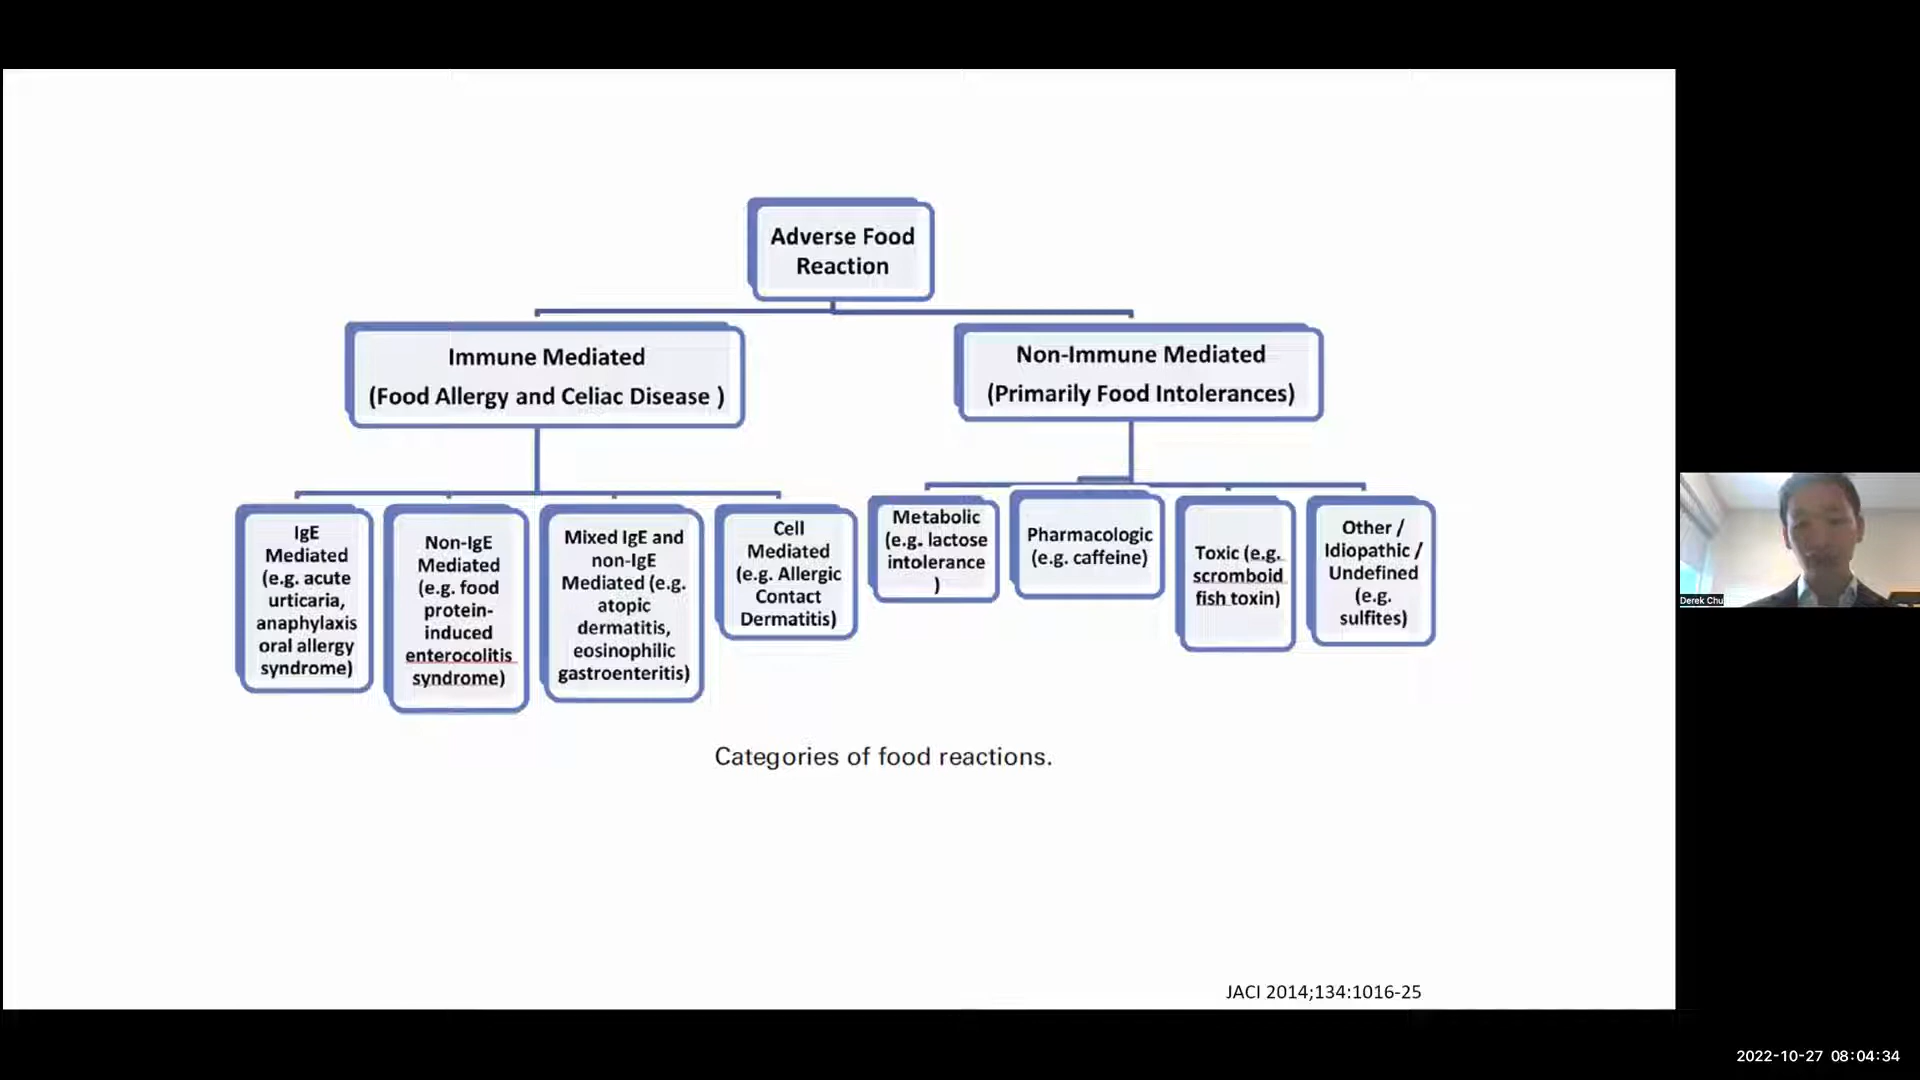 Adverse Food
Reaction
Immune Mediated
(Food Allergy and Celiac Disease )
Non-Immune Mediated
(Primarily Food Intolerances)
IgE
Mediated
(e.g. acute
urticaria,
anaphylaxis
oral allergy
syndrome)
Non-IgE
Mediated
(e.g. food
protein-
induced
enterocolitis
syndrome)
Mixed IgE and
non-IgE
Mediated (e.g.
atopic
dermatitis,
eosinophilic
gastroenteritis)
Cell
Mediated
(e.g. Allergic
Contact
Dermatitis)
Metabolic
(e.g. lactose
intolerance
)
Pharmacologic
(e.g. caffeine)
Toxic (e.g.
scromboid
fish toxin)
Other /
Idiopathic /
Undefined
(e.g.
sulfites)
Categories of food reactions.
JACI 2014;134:1016-25
Derek Chu
2022-10-27 08:04:34